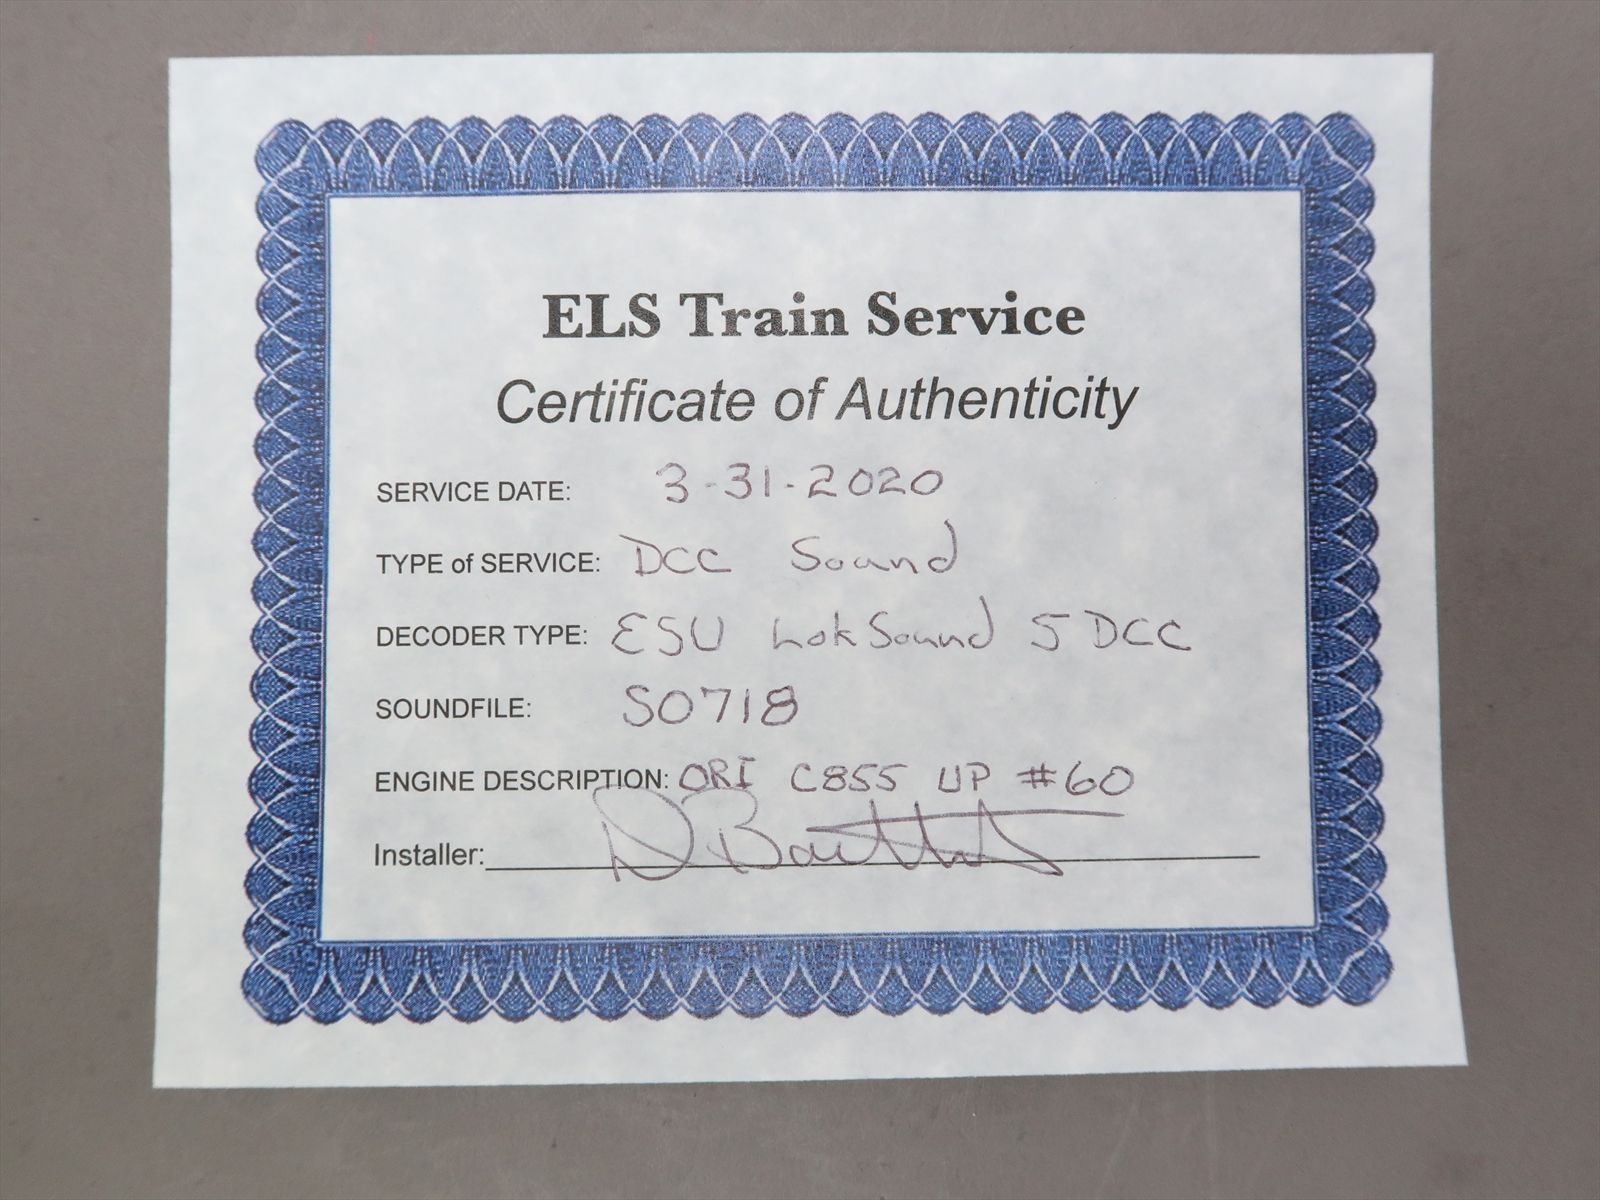 ELS Train Service
Certificate of Authenticity
SERVICE DATE: 3-31-2020
TYPE of SERVICE: DCC Sound
DECODER TYPE: ESU LokSound 5 DCC
SOUNDFILE: S0718
ENGINE DESCRIPTION: ORI C855 UP #60
Installer: